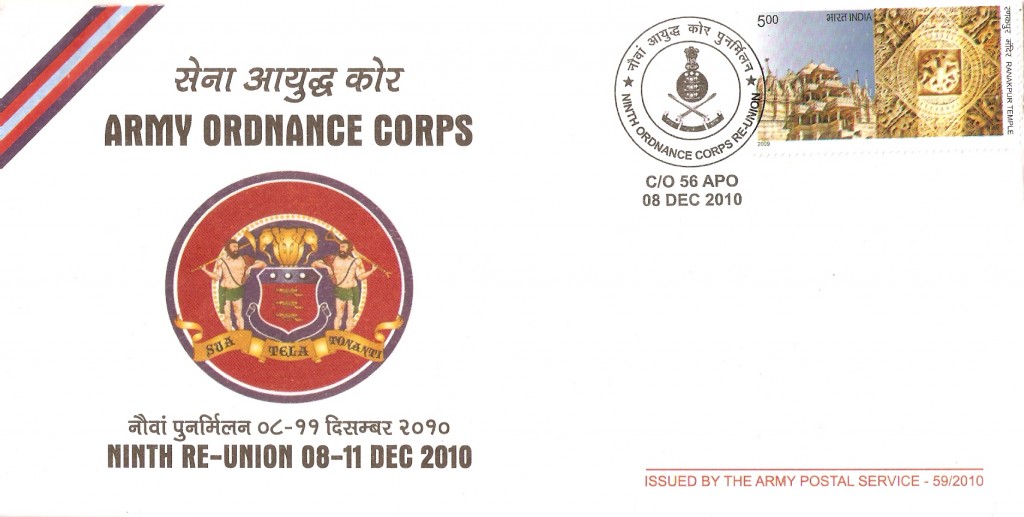 सेना आयुद्ध कोर
ARMY ORDNANCE CORPS
SUA TELA TONANTI
नौवां पुनर्मिलन ०८-११ दिसम्बर २०१०
NINTH RE-UNION 08-11 DEC 2010
नौवां आयुद्ध कोर पुनर्मिलन
NINTH ORDNANCE CORPS RE-UNION
C/O 56 APO
08 DEC 2010
5.00
भारत INDIA
2009
रणकपुर मंदिर RANAKPUR TEMPLE
ISSUED BY THE ARMY POSTAL SERVICE - 59/2010